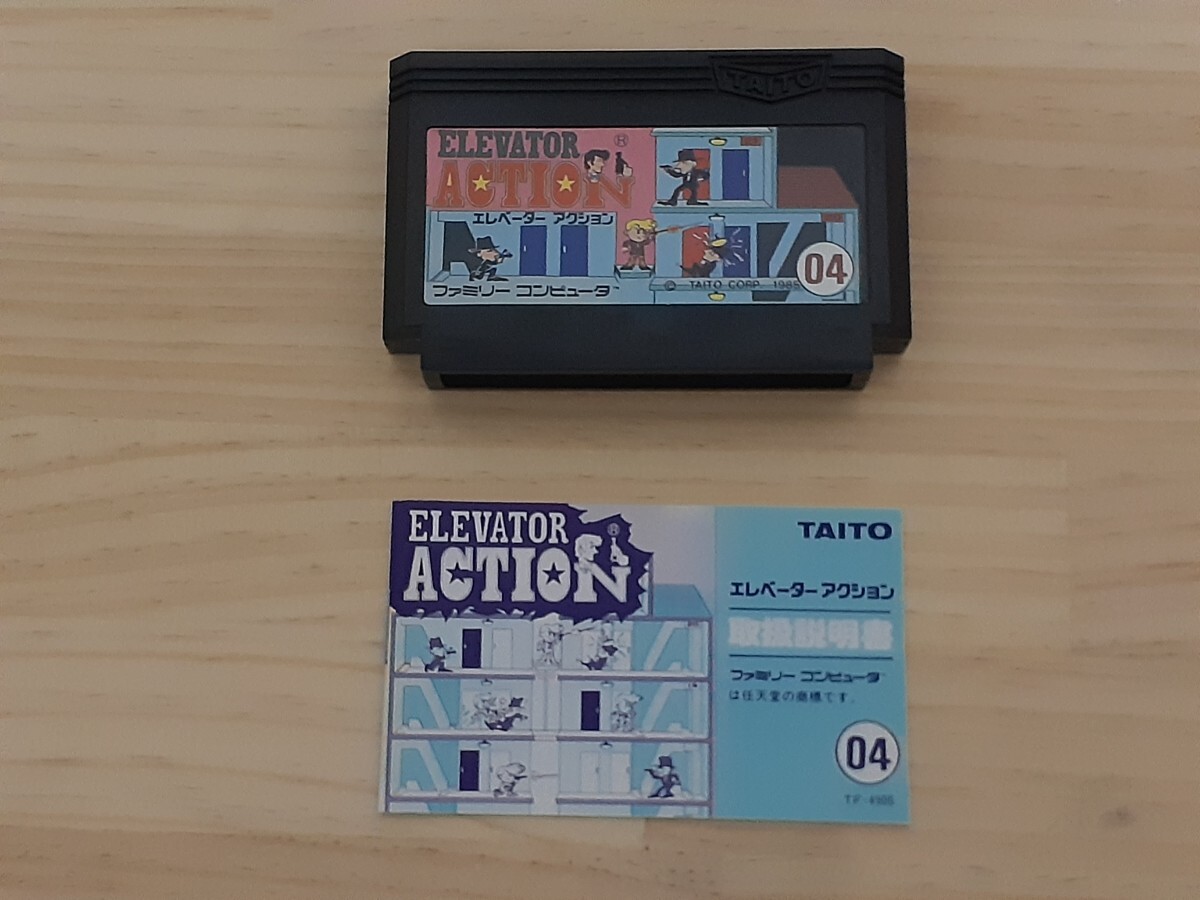 TAITO
ELEVATOR
ACTION
®
エレベーター アクション
ファミリー コンピュータ™
© TAITO CORP. 1985
04
ELEVATOR
ACTION
®
TAITO
エレベーター アクション
取扱説明書
ファミリー コンピュータ
は任天堂の商標です。
04